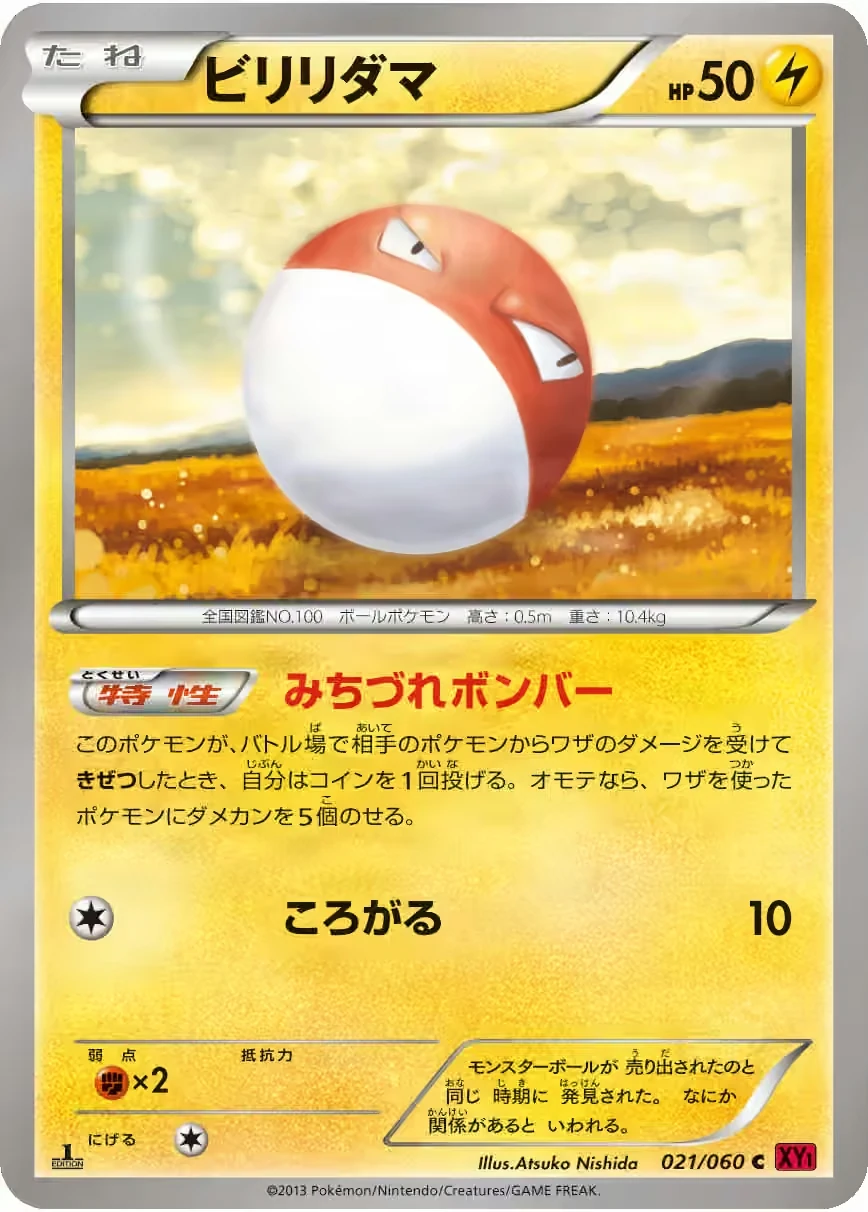 たね ビリリダマ HP50
全国図鑑NO.100 ボールポケモン 高さ:0.5m 重さ:10.4kg
とくせい
特性 みちづれボンバー
このポケモンが、バトル場で相手のポケモンからワザのダメージを受けて
きぜつしたとき、自分はコインを1回投げる。オモテなら、ワザを使った
ポケモンにダメカンを5個のせる。
ころがる 10
弱点 抵抗力
×2
にげる
モンスターボールが 売り出されたのと
同じ 時期に 発見された。 なにか
関係があると いわれる。
1 EDITION
Illus.Atsuko Nishida 021/060 C XY1
©2013 Pokémon/Nintendo/Creatures/GAME FREAK.